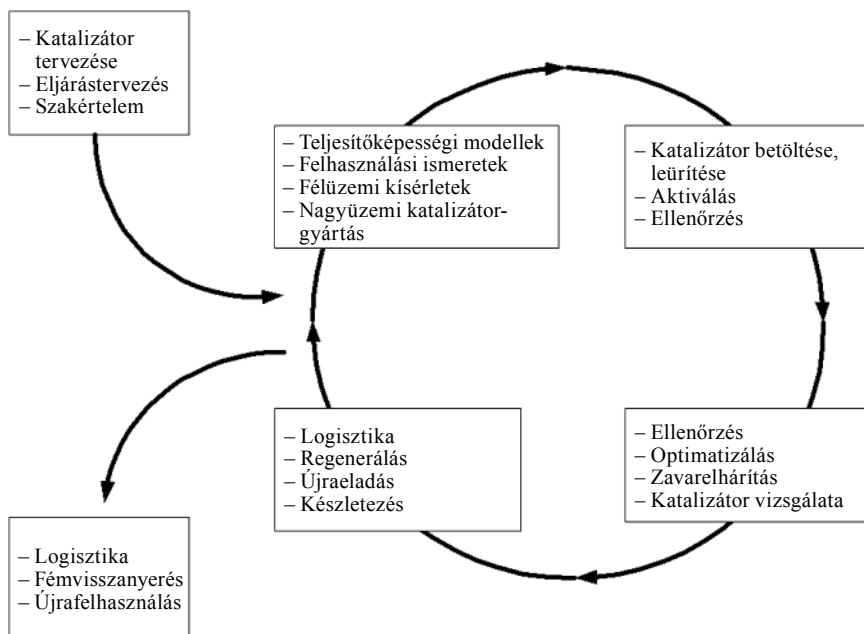 – Katalizátor
tervezése
– Eljárástervezés
– Szakértelem
– Teljesítőképességi modellek
– Felhasználási ismeretek
– Félüzemi kísérletek
– Nagyüzemi katalizátor-
gyártás
– Katalizátor betöltése,
leürítése
– Aktiválás
– Ellenőrzés
– Logisztika
– Regenerálás
– Újraeladás
– Készletezés
– Ellenőrzés
– Optimatizálás
– Zavarelhárítás
– Katalizátor vizsgálata
– Logisztika
– Fémvisszanyerés
– Újrafelhasználás